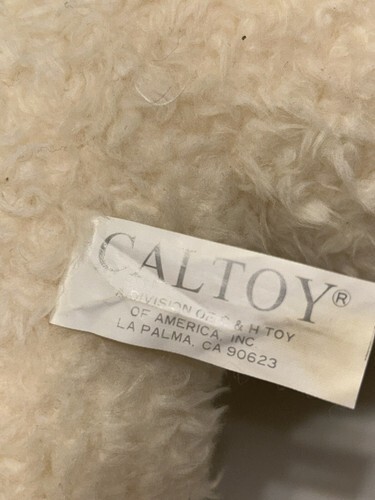 CALTOY®
A DIVISION OF C & H TOY
OF AMERICA, INC
LA PALMA, CA 90623